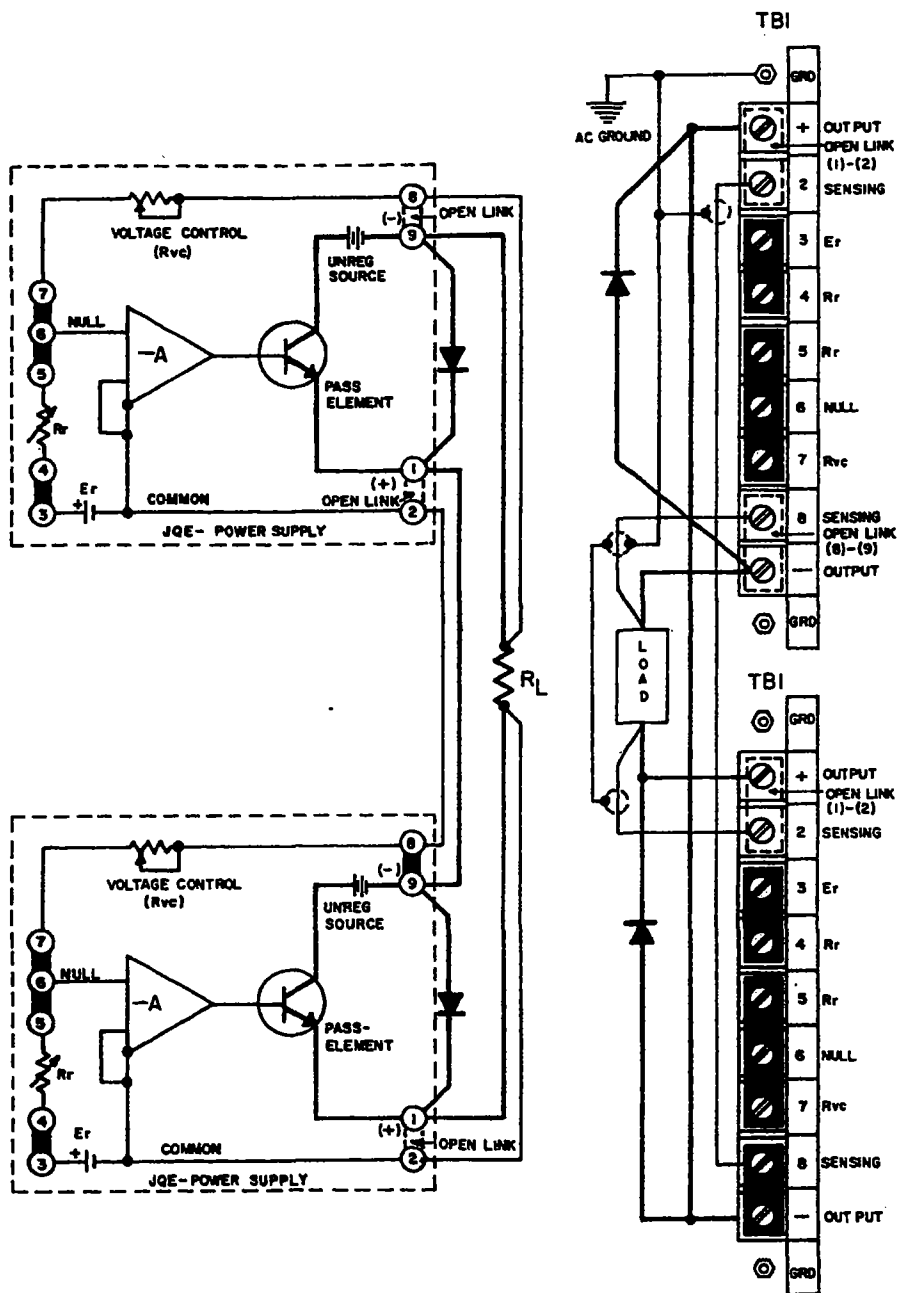 8
(-)
OPEN LINK
9
VOLTAGE CONTROL
(Rvc)
UNREG
SOURCE
7
6
NULL
5
-A
PASS
ELEMENT
Rr
4
1
(+)
OPEN LINK
Er
+
3
COMMON
2
JQE- POWER SUPPLY
RL
8
(-)
9
VOLTAGE CONTROL
(Rvc)
UNREG
SOURCE
7
6
NULL
5
-A
PASS-
ELEMENT
Rr
4
1
(+)
OPEN LINK
Er
+
3
COMMON
2
JQE-POWER SUPPLY
TB1
GRD
AC GROUND
+ OUTPUT
OPEN LINK
(1)-(2)
2 SENSING
3 Er
4 Rr
5 Rr
6 NULL
7 Rvc
8 SENSING
OPEN LINK
(8)-(9)
— OUTPUT
GRD
LOAD
TB1
GRD
+ OUTPUT
OPEN LINK
(1)-(2)
2 SENSING
3 Er
4 Rr
5 Rr
6 NULL
7 Rvc
8 SENSING
— OUTPUT
GRD